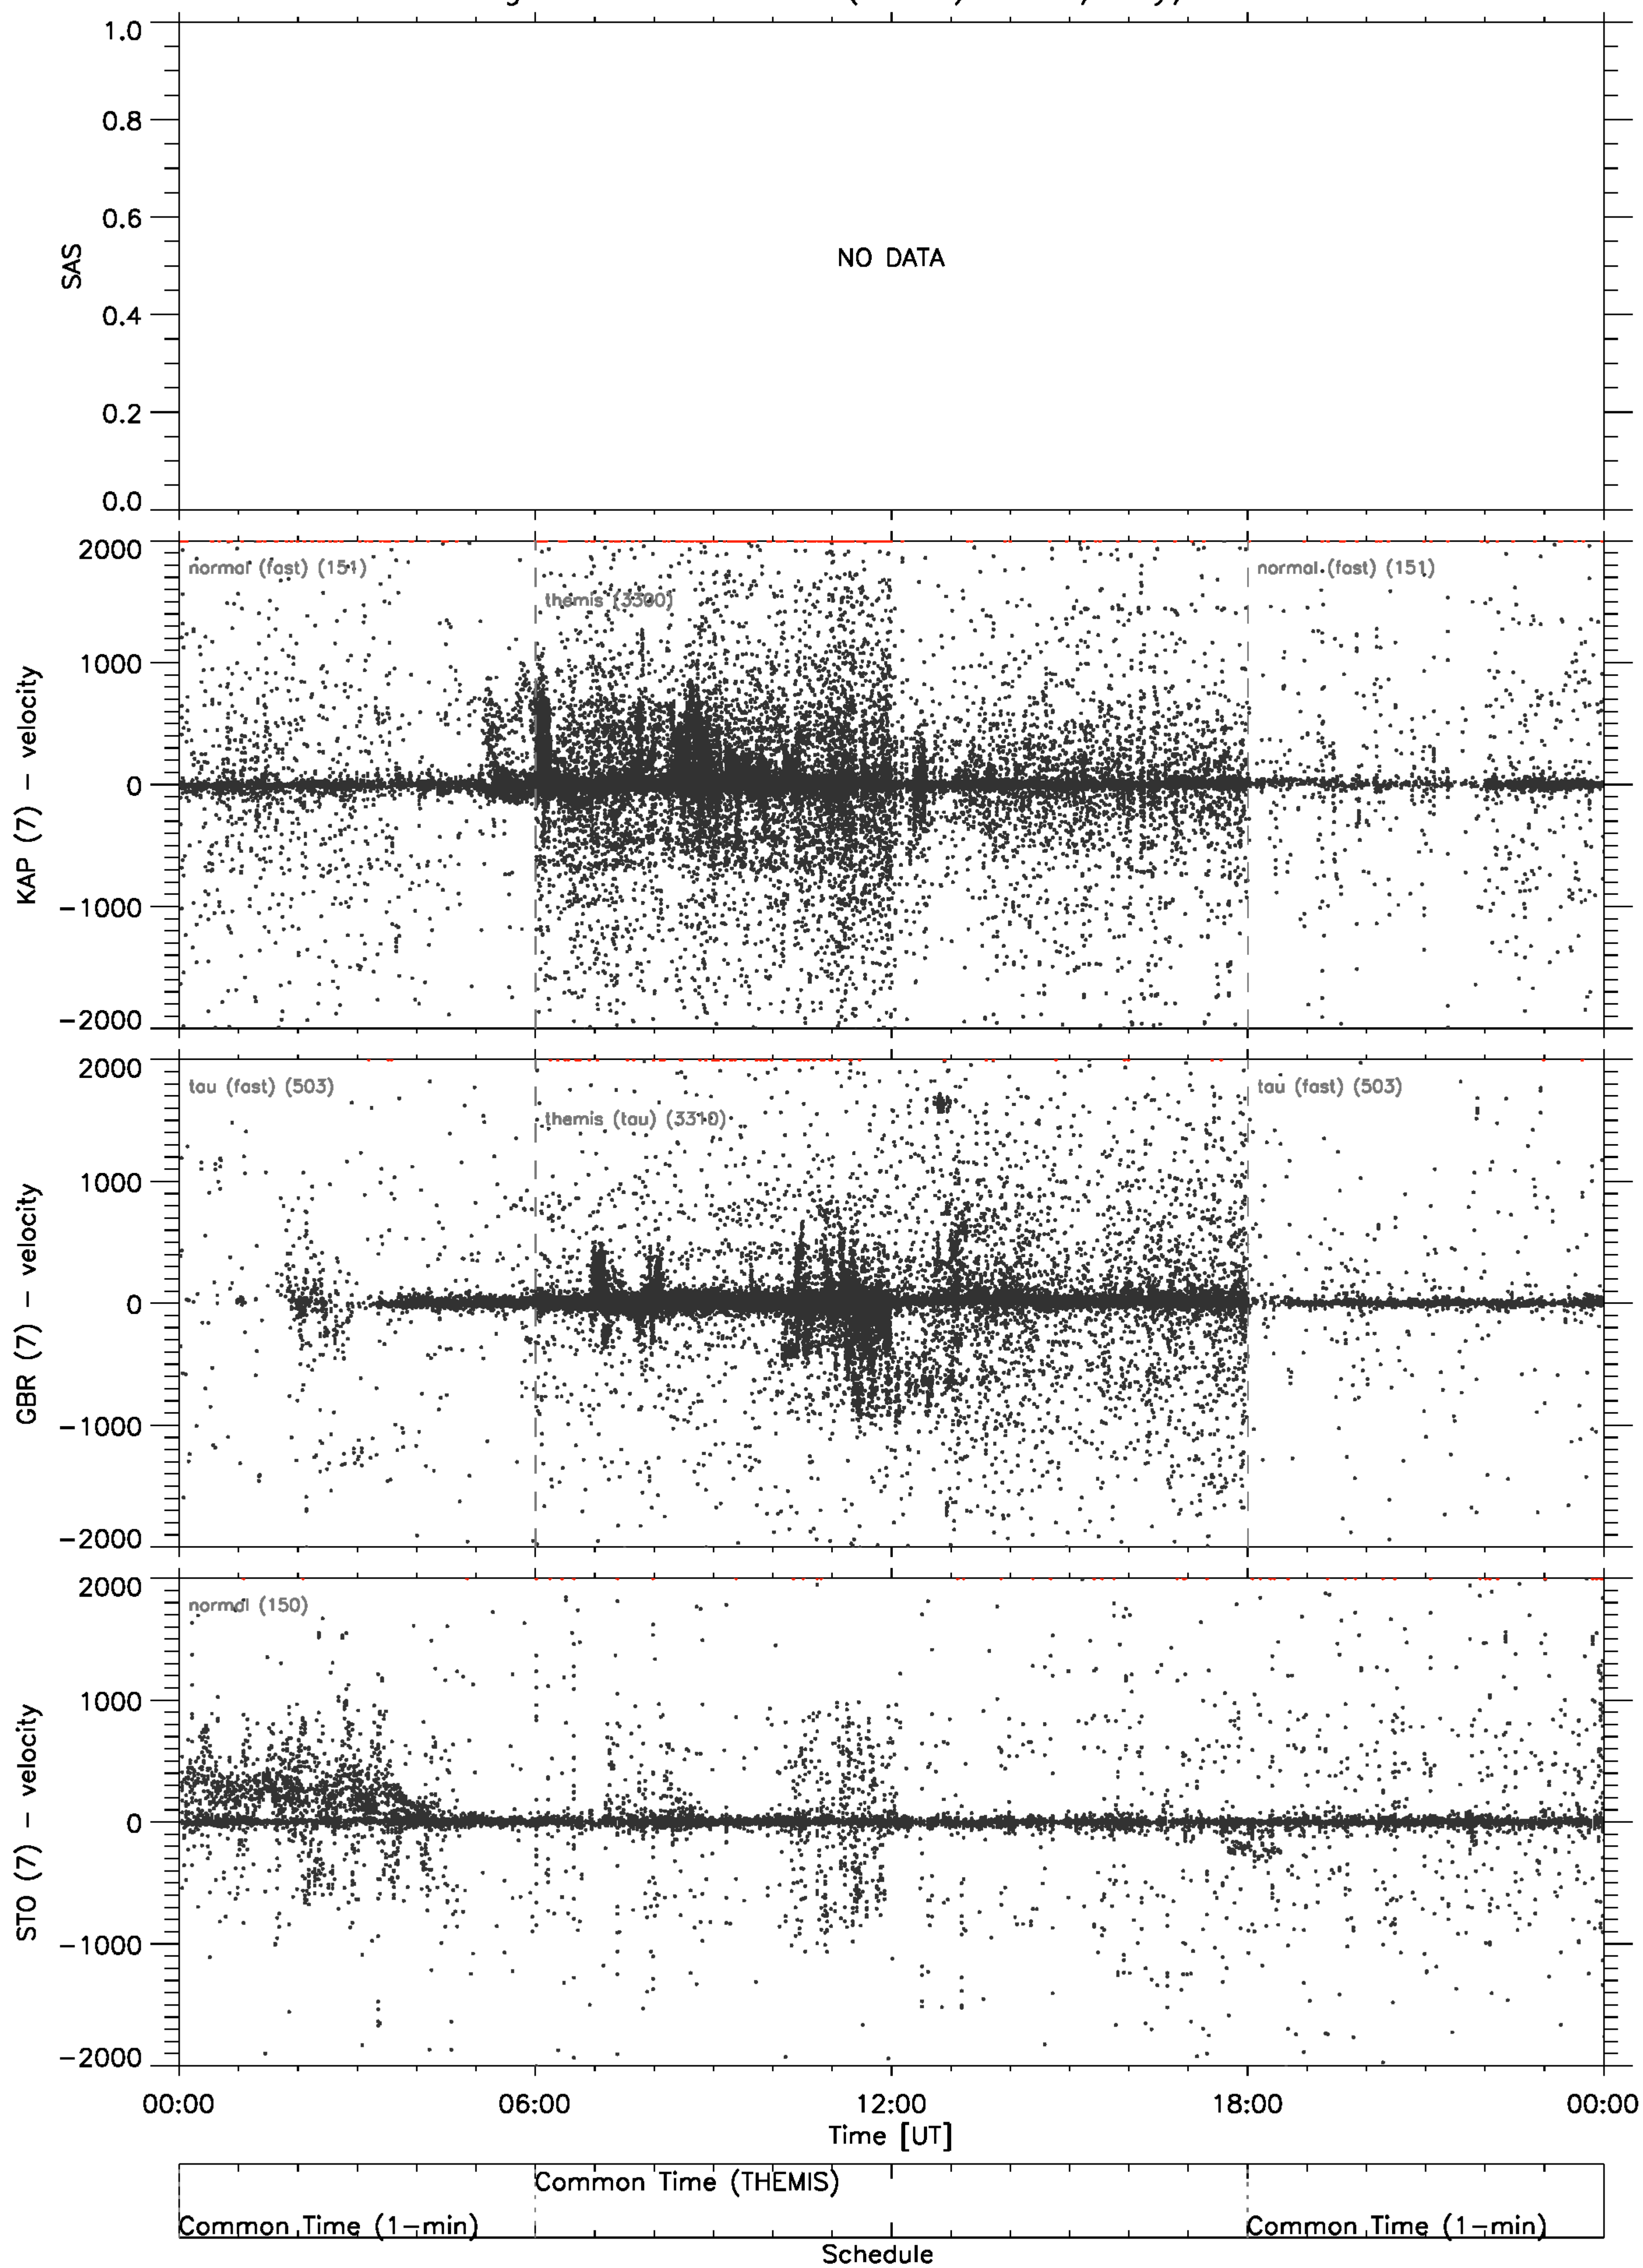 1.0
0.8
0.6
0.4
0.2
0.0
SAS
NO DATA
2000
1000
0
−1000
−2000
KAP (7) − velocity
normal (fast) (151)
themis (3300)
normal (fast) (151)
2000
1000
0
−1000
−2000
GBR (7) − velocity
tau (fast) (503)
themis (tau) (3310)
tau (fast) (503)
2000
1000
0
−1000
−2000
STO (7) − velocity
normal (150)
00:00 06:00 12:00 18:00 00:00
Time [UT]
Common Time (THEMIS)
Common Time (1−min) Common Time (1−min)
Schedule